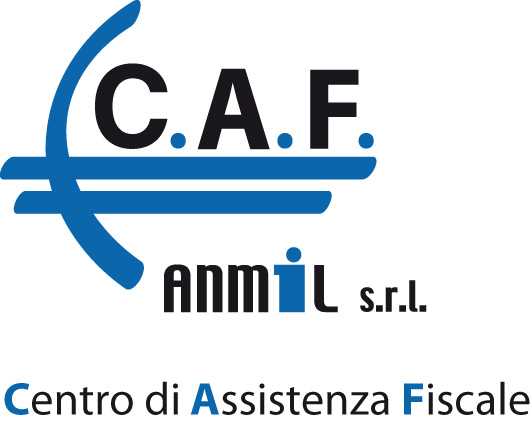 C.A.F.
ANMiL s.r.l.
Centro di Assistenza Fiscale